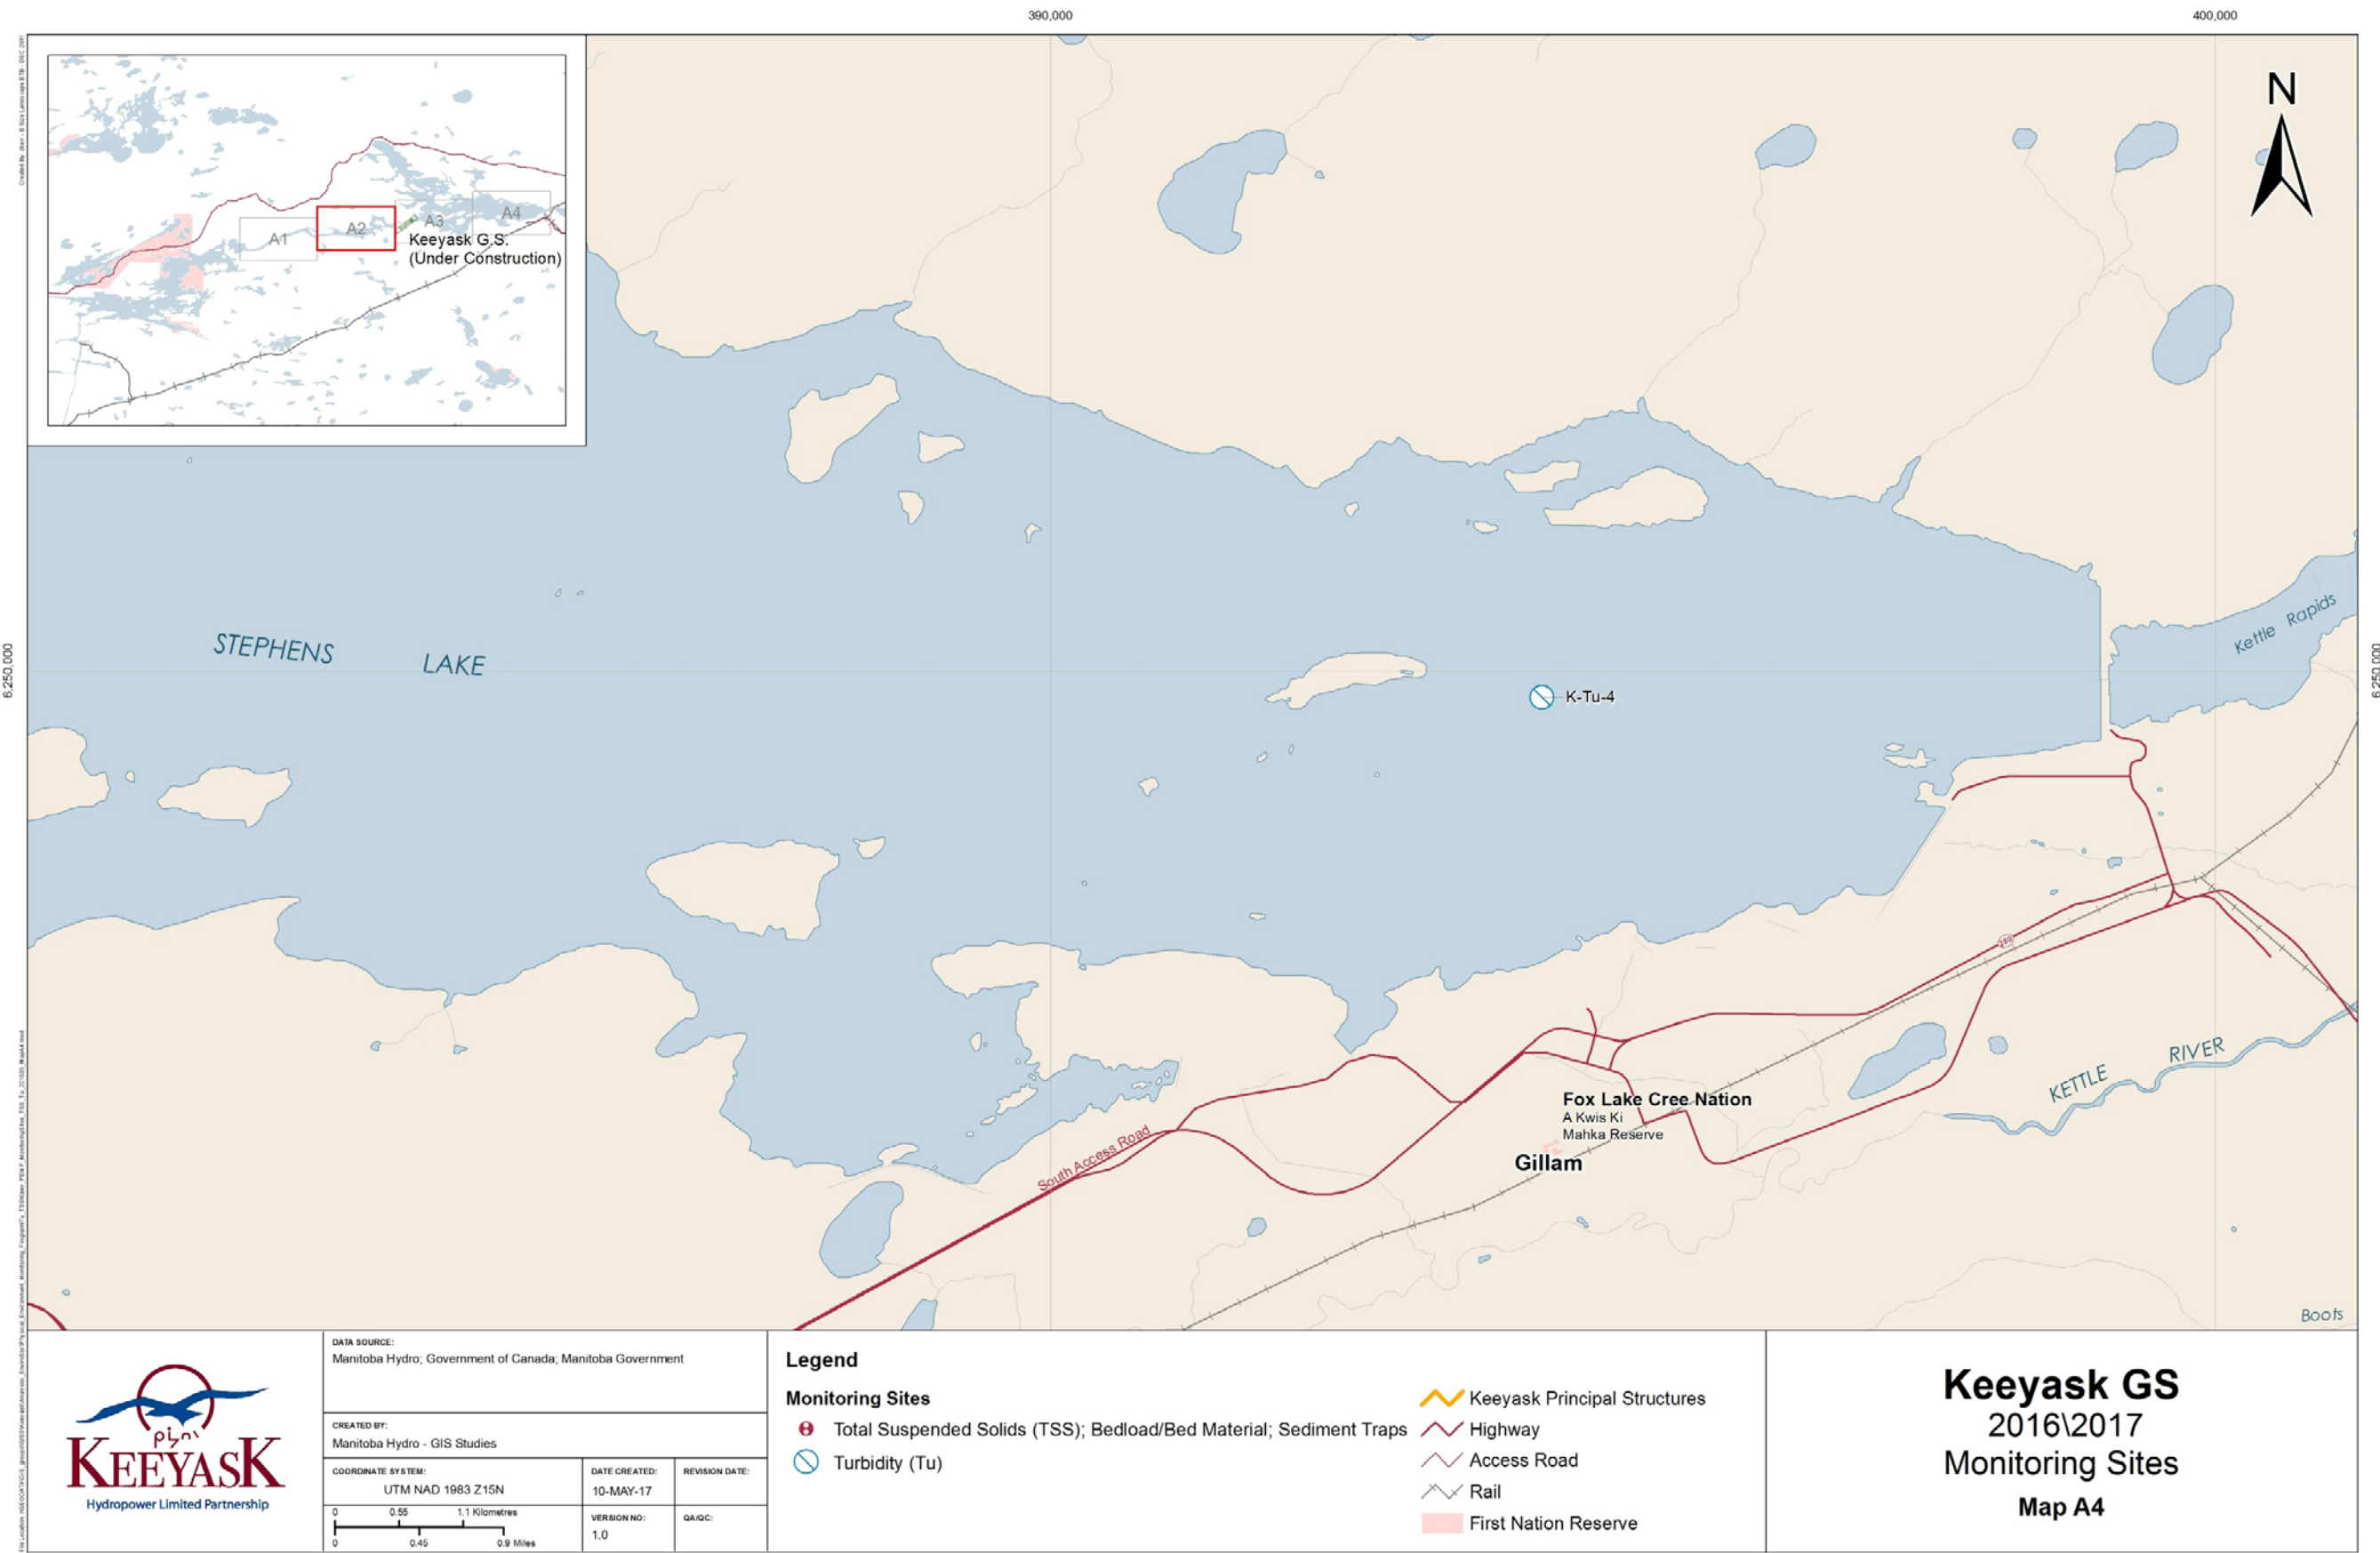 390,000
400,000
N
A1
A2
A3
A4
Keeyask G.S.
(Under Construction)
Kettle Rapids
6,250,000
6,250,000
STEPHENS LAKE
K-Tu-4
280
KETTLE RIVER
Fox Lake Cree Nation
A Kwis Ki
Mahka Reserve
South Access Road
Gillam
Boots
DATA SOURCE:
Manitoba Hydro; Government of Canada; Manitoba Government
CREATED BY:
Manitoba Hydro - GIS Studies
COORDINATE SYSTEM:
UTM NAD 1983 Z15N
DATE CREATED:
10-MAY-17
REVISION DATE:
VERSION NO:
1.0
QA/QC:
0 0.55 1.1 Kilometres
0 0.45 0.9 Miles
KEEYASK
Hydropower Limited Partnership
Legend
Monitoring Sites
Total Suspended Solids (TSS); Bedload/Bed Material; Sediment Traps
Turbidity (Tu)
Keeyask Principal Structures
Highway
Access Road
Rail
First Nation Reserve
Keeyask GS
2016\2017
Monitoring Sites
Map A4